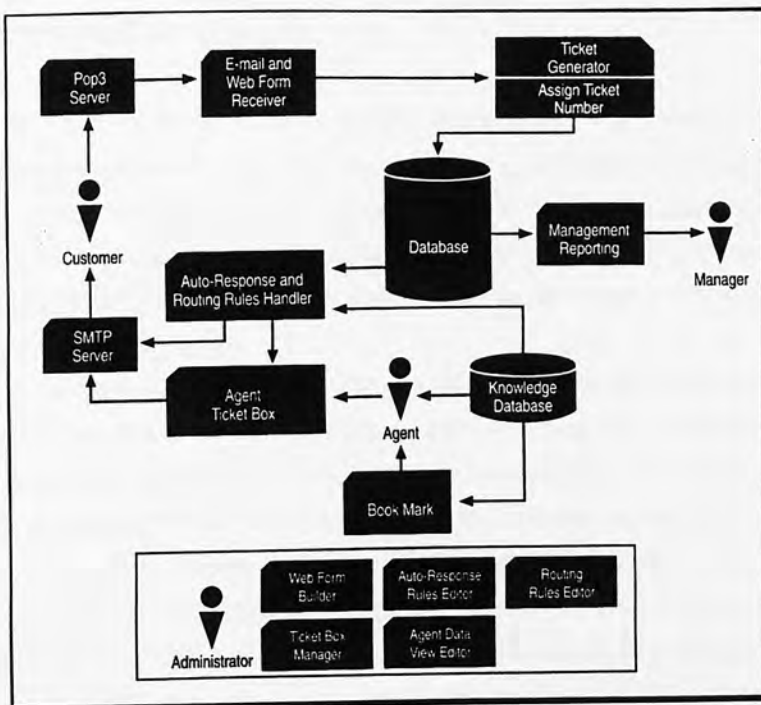 Pop3
Server
E-mail and
Web Form
Receiver
Ticket
Generator
Assign Ticket
Number
Customer
Database
Management
Reporting
Manager
Auto-Response and
Routing Rules Handler
SMTP
Server
Agent
Ticket Box
Agent
Knowledge
Database
Book Mark
Administrator
Web Form
Builder
Auto-Response
Rules Editor
Routing
Rules Editor
Ticket Box
Manager
Agent Data
View Editor